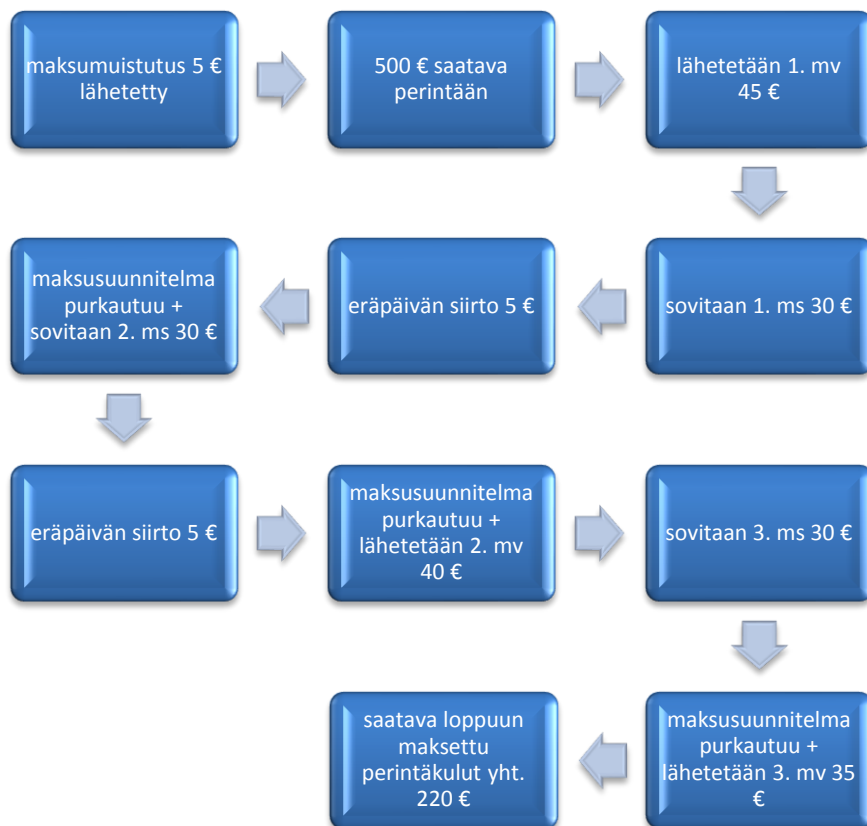 maksumuistutus 5 €
lähetetty
500 € saatava
perintään
lähetetään 1. mv
45 €
sovitaan 1. ms 30 €
eräpäivän siirto 5 €
maksusuunnitelma
purkautuu +
sovitaan 2. ms 30 €
eräpäivän siirto 5 €
maksusuunnitelma
purkautuu +
lähetetään 2. mv
40 €
sovitaan 3. ms 30 €
maksusuunnitelma
purkautuu +
lähetetään 3. mv 35
€
saatava loppuun
maksettu
perintäkulut yht.
220 €